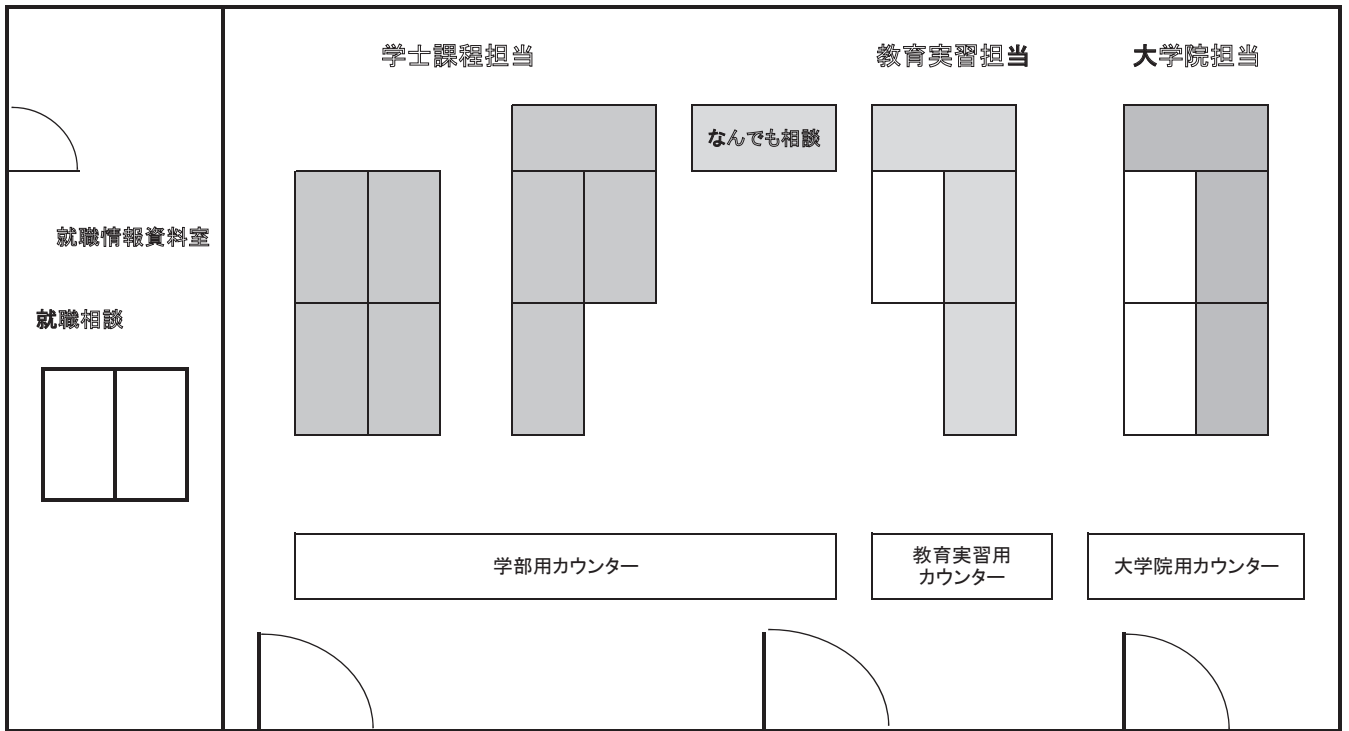 学士課程担当
教育実習担当
大学院担当
なんでも相談
就職情報資料室
就職相談
学部用カウンター
教育実習用
カウンター
大学院用カウンター